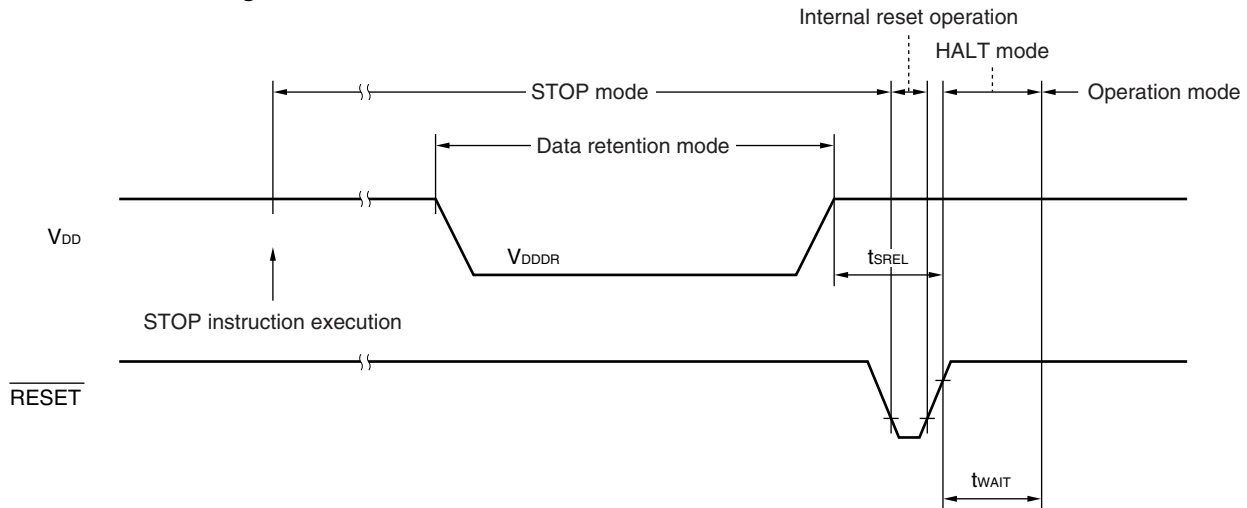 Internal reset operation
HALT mode
STOP mode
Operation mode
Data retention mode
VDD
VDDDR
tSREL
STOP instruction execution
RESET
tWAIT